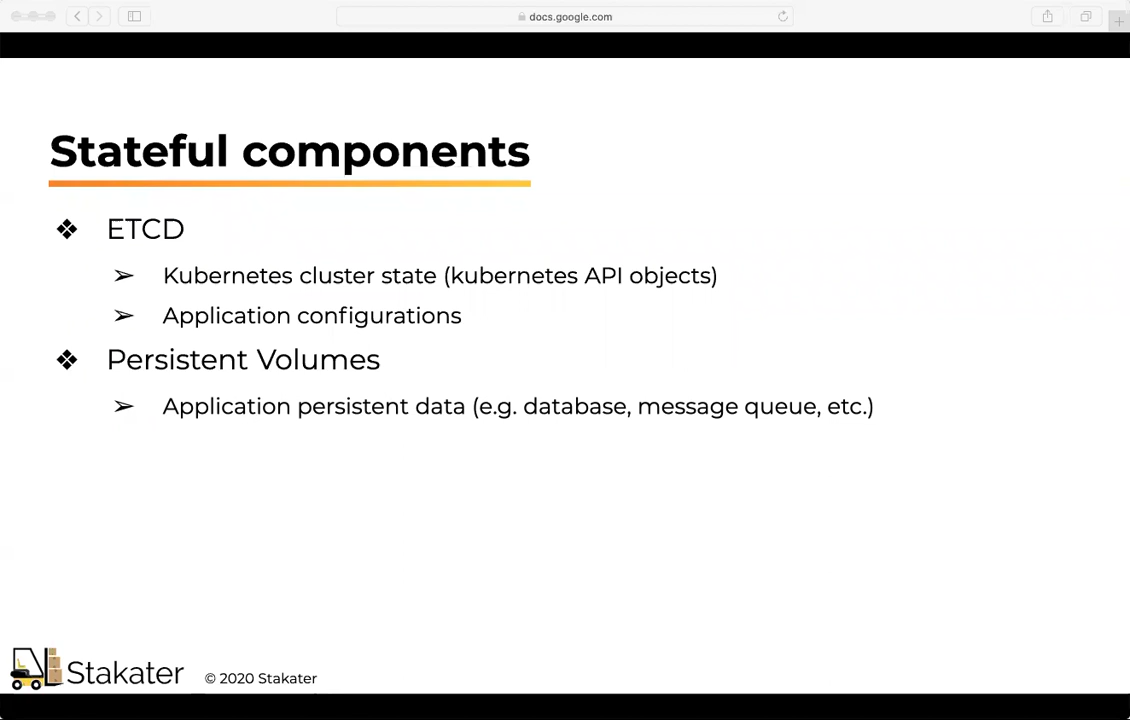 docs.google.com
Stateful components
❖ ETCD
➢ Kubernetes cluster state (kubernetes API objects)
➢ Application configurations
❖ Persistent Volumes
➢ Application persistent data (e.g. database, message queue, etc.)
Stakater © 2020 Stakater